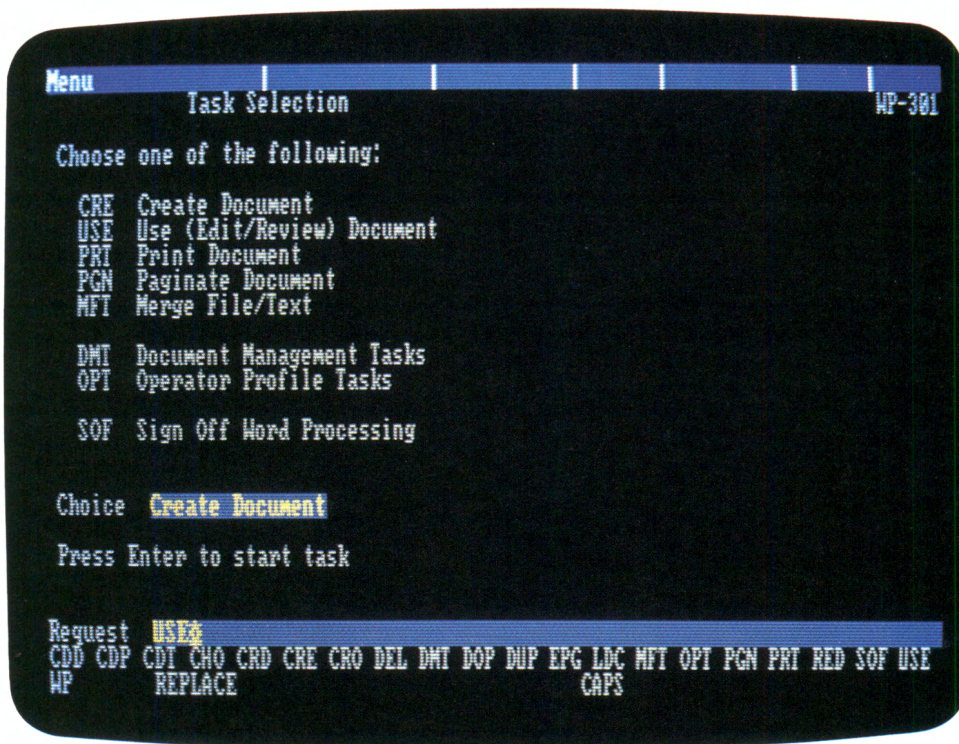 Menu
Task Selection WP-301
Choose one of the following:
CRE Create Document
USE Use (Edit/Review) Document
PRT Print Document
PGN Paginate Document
MFT Merge File/Text
DMT Document Management Tasks
OPT Operator Profile Tasks
SOF Sign Off Word Processing
Choice Create Document
Press Enter to start task
Request USE
CDD CDP CDT CHO CRD CRE CRO DEL DMT DOP DUP EPG LDC MFT OPT PGN PRT RED SOF USE
WP REPLACE CAPS